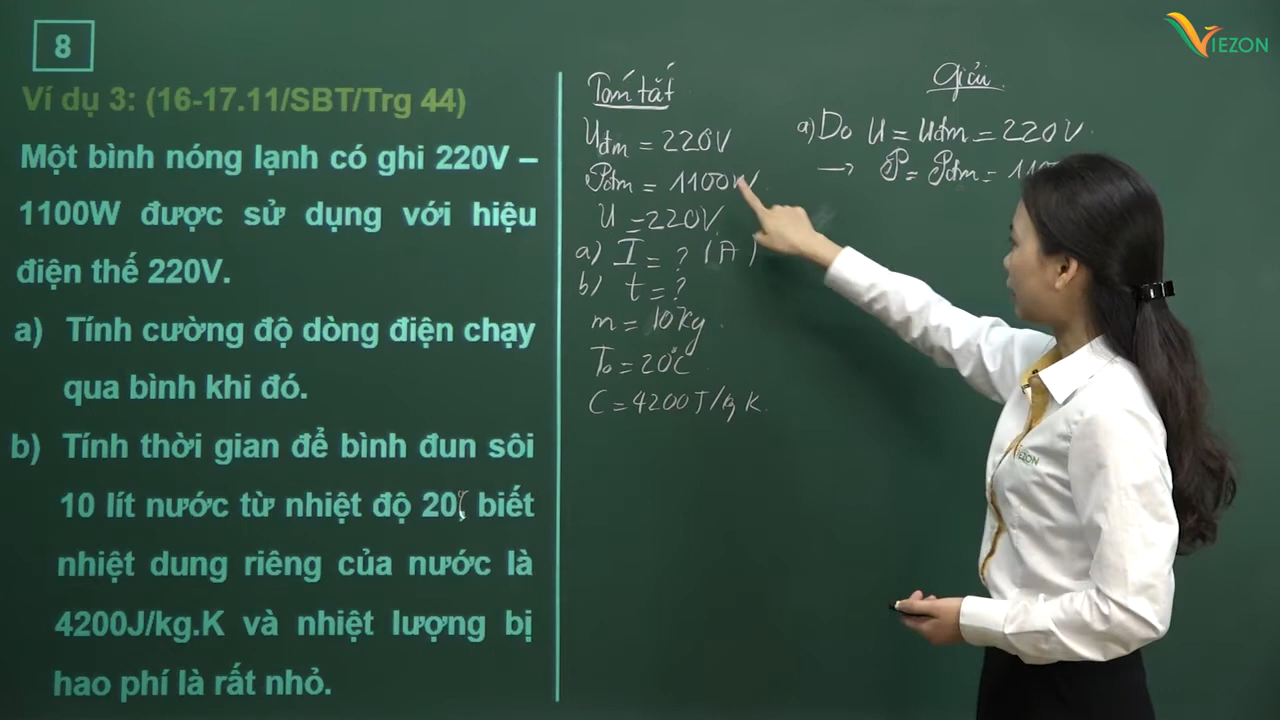 8
VIEZON
Ví dụ 3: (16-17.11/SBT/Trg 44)
Một bình nóng lạnh có ghi 220V –
1100W được sử dụng với hiệu
điện thế 220V.
a) Tính cường độ dòng điện chạy
qua bình khi đó.
b) Tính thời gian để bình đun sôi
10 lít nước từ nhiệt độ 20 biết
nhiệt dung riêng của nước là
4200J/kg.K và nhiệt lượng bị
hao phí là rất nhỏ.
Tóm tắt
Uđm = 220V
Pđm = 1100W
U = 220V
a) I = ? (A)
b) t = ?
m = 10kg
To = 20°C
C = 4200J/kg K.
Giải
a) Do U = Uđm = 220V
→ P = Pđm = 11